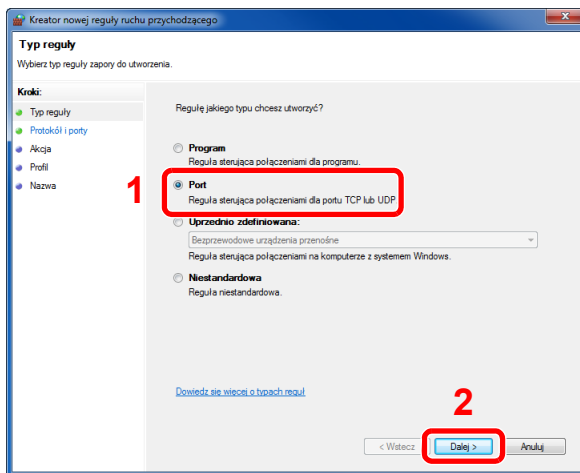 Kreator nowej reguły ruchu przychodzącego
Typ reguły
Wybierz typ reguły zapory do utworzenia.
Kroki:
Typ reguły
Protokół i porty
Akcja
Profil
Nazwa
Regułę jakiego typu chcesz utworzyć?
Program
Reguła sterująca połączeniami dla programu.
1
Port
Reguła sterująca połączeniami dla portu TCP lub UDP
Uprzednio zdefiniowana:
Bezprzewodowe urządzenia przenośne
Reguła sterująca połączeniami na komputerze z systemem Windows.
Niestandardowa
Reguła niestandardowa.
Dowiedz się więcej o typach reguł
2
< Wstecz
Dalej >
Anuluj